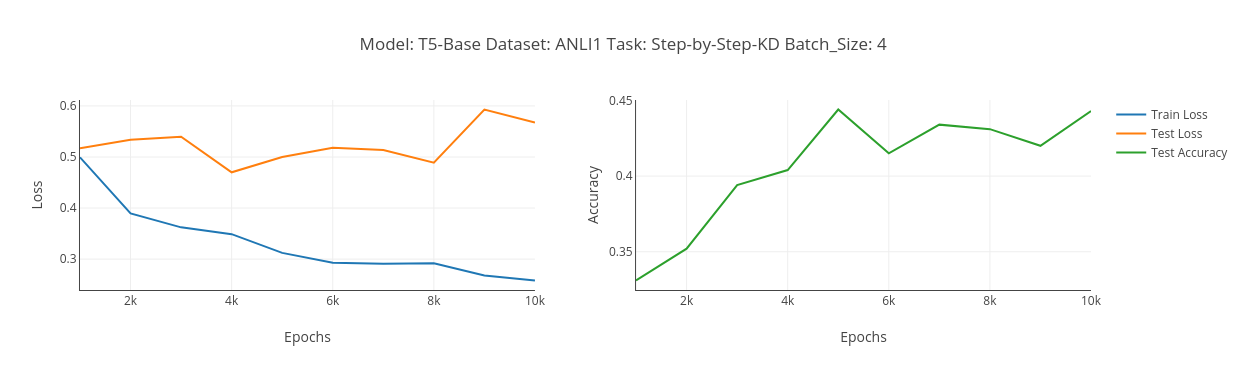 Model: T5-Base Dataset: ANLI1 Task: Step-by-Step-KD Batch_Size: 4
0.6
0.5
0.4
0.3
Loss
2k 4k 6k 8k 10k
Epochs
0.45
0.4
0.35
Accuracy
2k 4k 6k 8k 10k
Epochs
Train Loss
Test Loss
Test Accuracy